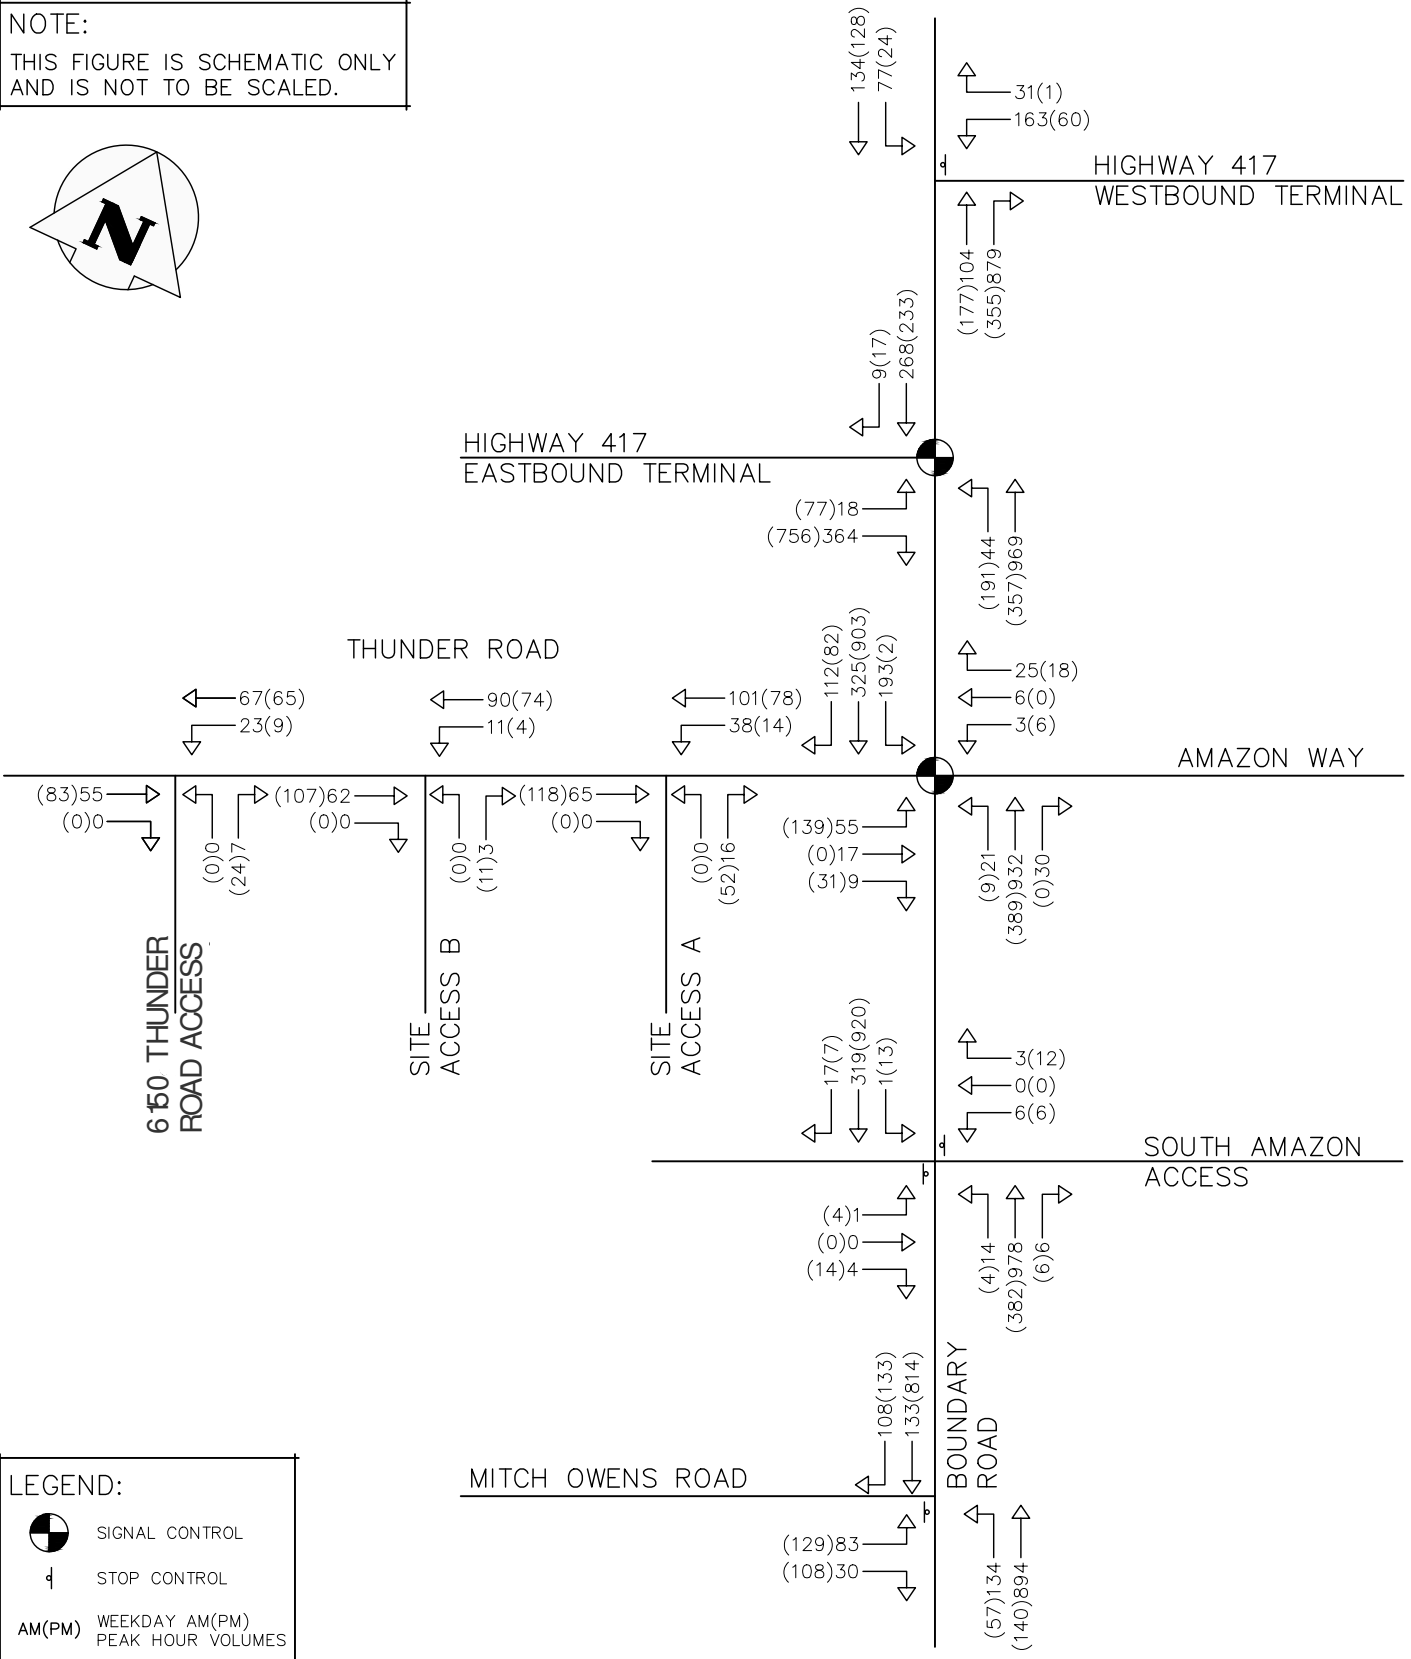 NOTE:
THIS FIGURE IS SCHEMATIC ONLY
AND IS NOT TO BE SCALED.
N
134(128)
77(24)
31(1)
163(60)
HIGHWAY 417
WESTBOUND TERMINAL
(177)104
(355)879
9(17)
268(233)
HIGHWAY 417
EASTBOUND TERMINAL
(77)18
(756)364
(191)44
(357)969
THUNDER ROAD
67(65)
23(9)
90(74)
11(4)
101(78)
38(14)
112(82)
325(903)
193(2)
25(18)
6(0)
3(6)
AMAZON WAY
(83)55
(0)0
(0)0
(24)7
(107)62
(0)0
(0)0
(11)3
(118)65
(0)0
(0)0
(52)16
(139)55
(0)17
(31)9
(9)21
(389)932
(0)30
6150 THUNDER
ROAD ACCESS
SITE
ACCESS B
SITE
ACCESS A
17(7)
319(920)
1(13)
3(12)
0(0)
6(6)
SOUTH AMAZON
ACCESS
(4)1
(0)0
(14)4
(4)14
(382)978
(6)6
108(133)
133(814)
BOUNDARY
ROAD
MITCH OWENS ROAD
(129)83
(108)30
(57)134
(140)894
LEGEND:
SIGNAL CONTROL
STOP CONTROL
AM(PM) WEEKDAY AM(PM)
PEAK HOUR VOLUMES